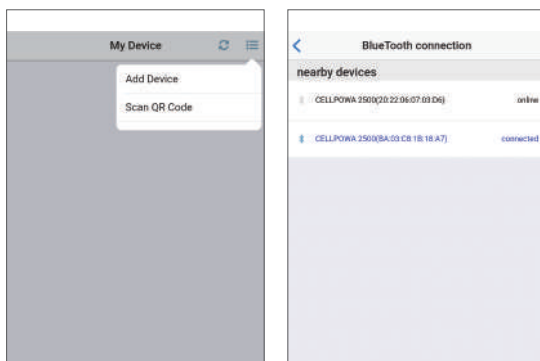 My Device
Add Device
Scan QR Code
BlueTooth connection
nearby devices
CELLPOWA 2500(20:22:06:07:03:D6) online
CELLPOWA 2500(BA:03:C8:1B:18:A7) connected